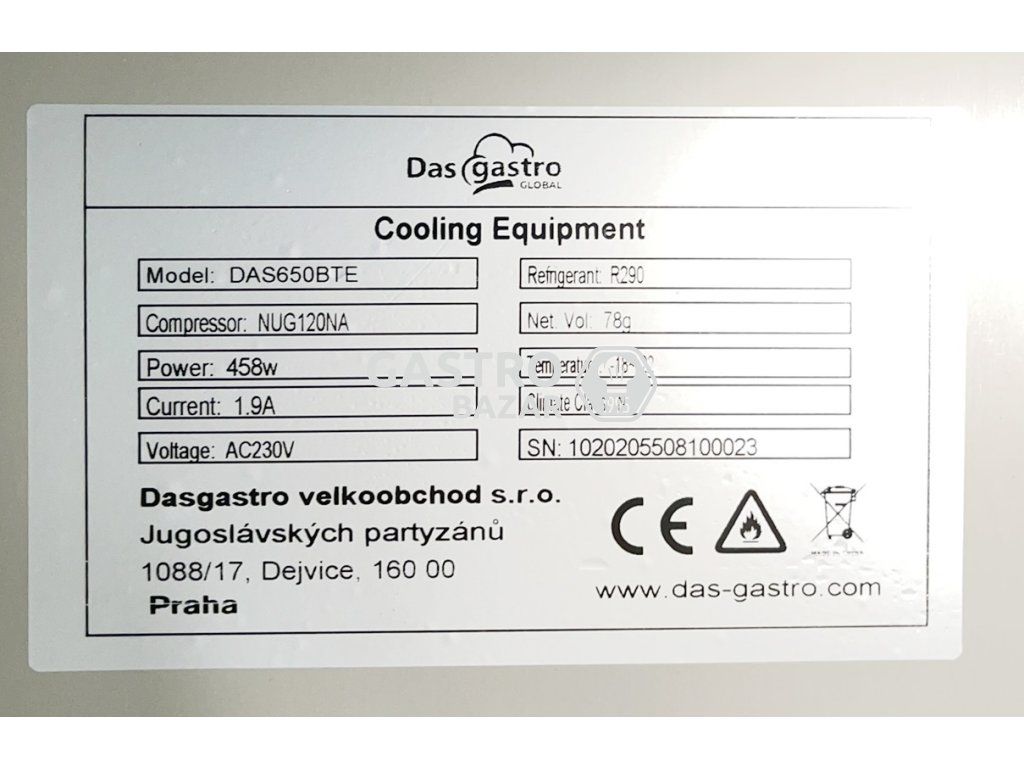 Das gastro
GLOBAL
Cooling Equipment
Model: DAS650BTE
Refrigerant: R290
Compressor: NUG120NA
Net. Vol: 78g
Power: 458w
Current: 1.9A
Voltage: AC230V
SN: 1020205508100023
GASTRO
BAZAR
Dasgastro velkoobchod s.r.o.
Jugoslávských partyzánů
1088/17, Dejvice, 160 00
Praha
CE
www.das-gastro.com